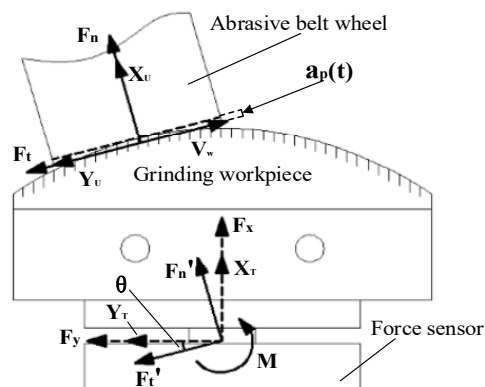 Abrasive belt wheel
Fn
XU
ap(t)
Ft
YU
Vw
Grinding workpiece
Fx
Fn'
XT
θ
YT
Fy
Force sensor
Ft'
M